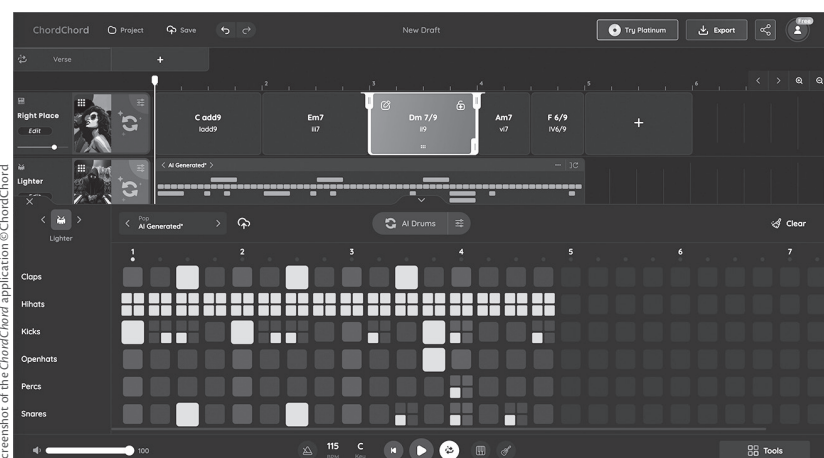 ChordChord Project Save New Draft Try Platinum Export Free
Verse +
2 3 4 5 6
Right Place
Edit
C add9
Iadd9
Em7
iii7
Dm 7/9
ii9
Am7
vi7
F 6/9
IV6/9
+
Lighter
< AI Generated* >
Lighter
Pop
AI Generated*
AI Drums
Clear
1 2 3 4 5 6 7
Claps
Hihats
Kicks
Openhats
Percs
Snares
100
115
BPM
C
Key
Tools
creenshot of the ChordChord application ©ChordChord